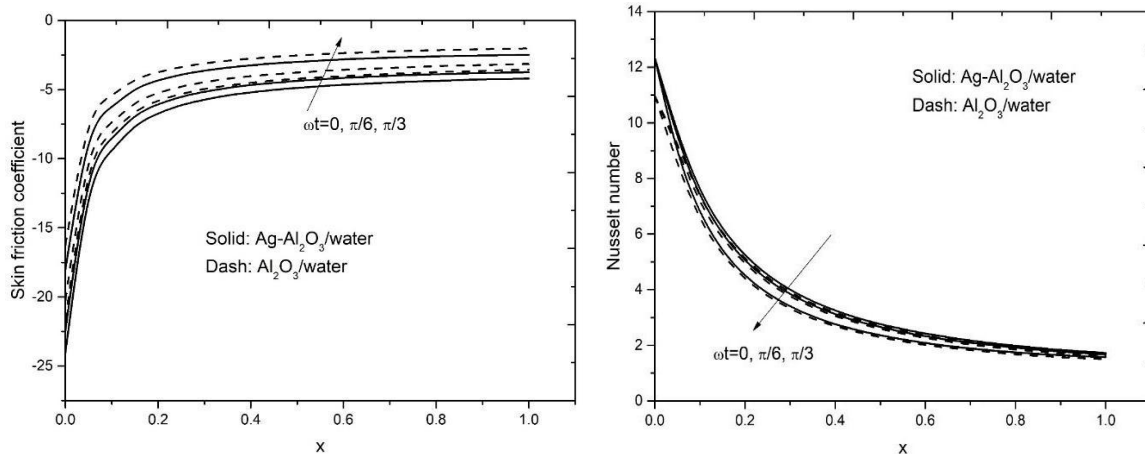 0
-5
-10
-15
-20
-25
Skin friction coefficient
ωt=0, π/6, π/3
Solid: Ag-Al₂O₃/water
Dash: Al₂O₃/water
0.0 0.2 0.4 0.6 0.8 1.0
x
14
12
10
8
6
4
2
0
Nusselt number
Solid: Ag-Al₂O₃/water
Dash: Al₂O₃/water
ωt=0, π/6, π/3
0.0 0.2 0.4 0.6 0.8 1.0
x